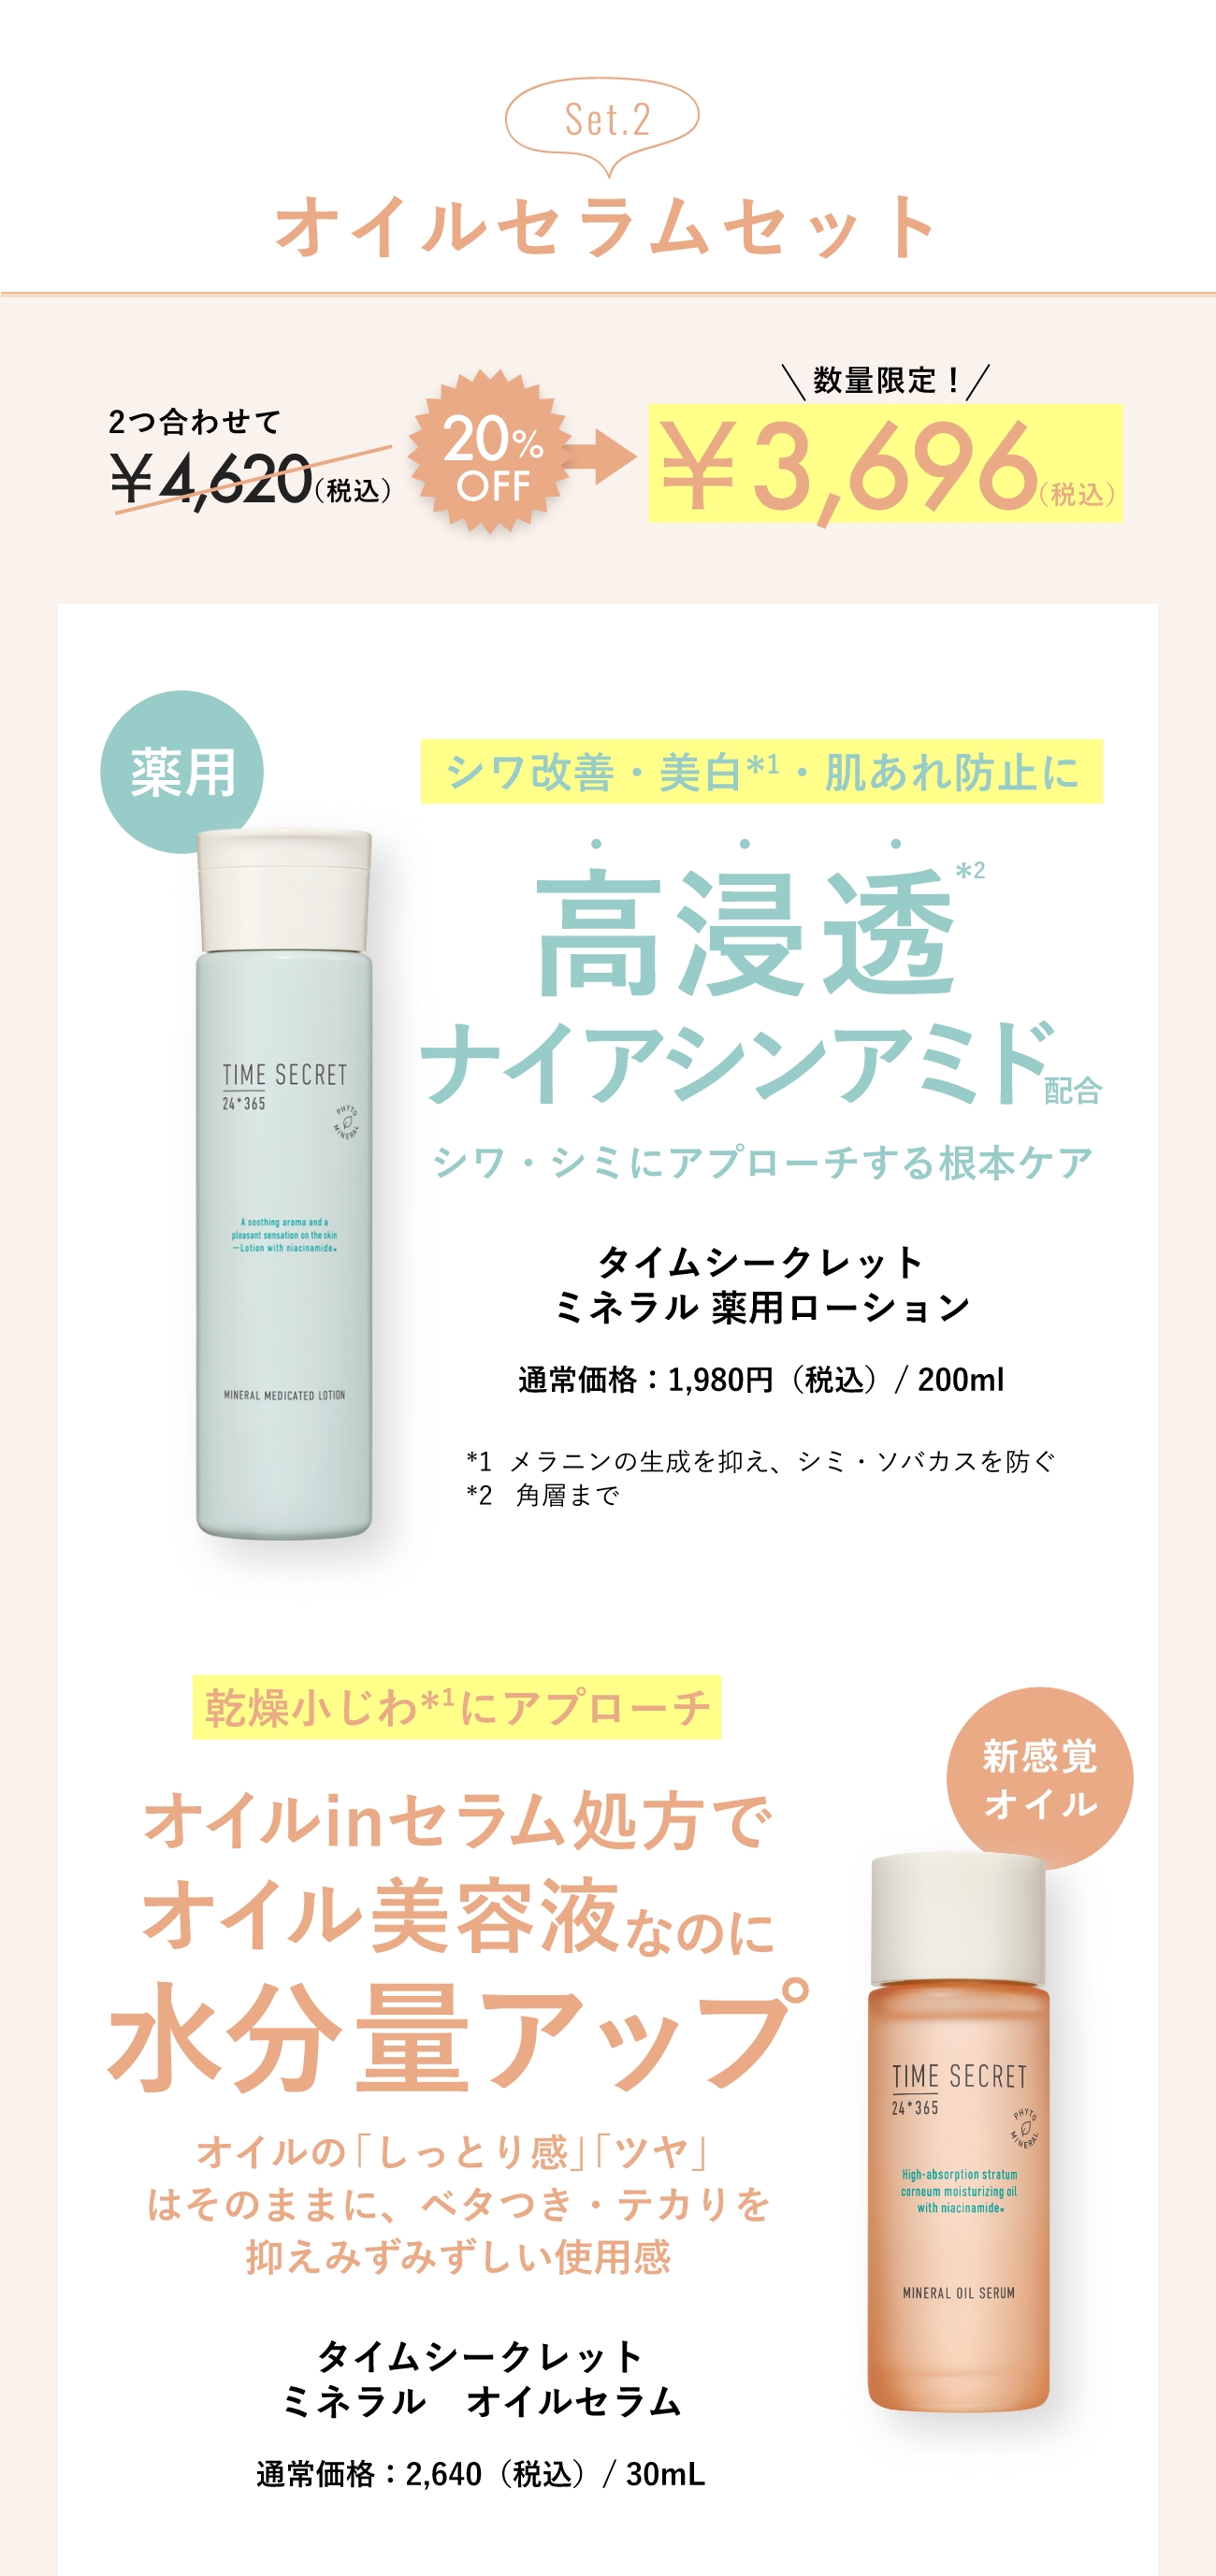 Set.2
オイルセラムセット
数量限定！
2つ合わせて
￥4,620(税込)
20%
OFF
￥3,696(税込)
薬用
シワ改善・美白*1・肌あれ防止に
高浸透*2
ナイアシンアミド配合
シワ・シミにアプローチする根本ケア
TIME SECRET
24*365
PHYTO
MINERAL
A soothing aroma and a
pleasant sensation on the skin
—Lotion with niacinamide.
MINERAL MEDICATED LOTION
タイムシークレット
ミネラル 薬用ローション
通常価格：1,980円（税込）/ 200ml
*1 メラニンの生成を抑え、シミ・ソバカスを防ぐ
*2 角層まで
乾燥小じわ*1にアプローチ
新感覚
オイル
オイルinセラム処方で
オイル美容液なのに
水分量アップ
オイルの「しっとり感」「ツヤ」
はそのままに、ベタつき・テカりを
抑えみずみずしい使用感
TIME SECRET
24*365
PHYTO
MINERAL
High-absorption stratum
corneum moisturizing oil
with niacinamide.
MINERAL OIL SERUM
タイムシークレット
ミネラル　オイルセラム
通常価格：2,640（税込）/ 30mL